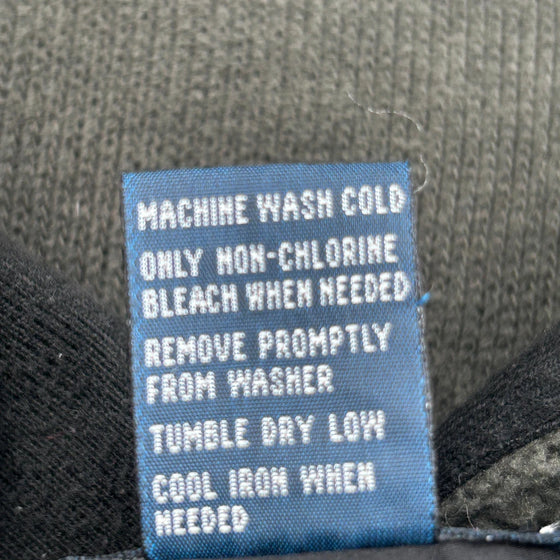 MACHINE WASH COLD
ONLY NON-CHLORINE
BLEACH WHEN NEEDED
REMOVE PROMPTLY
FROM WASHER
TUMBLE DRY LOW
COOL IRON WHEN
NEEDED